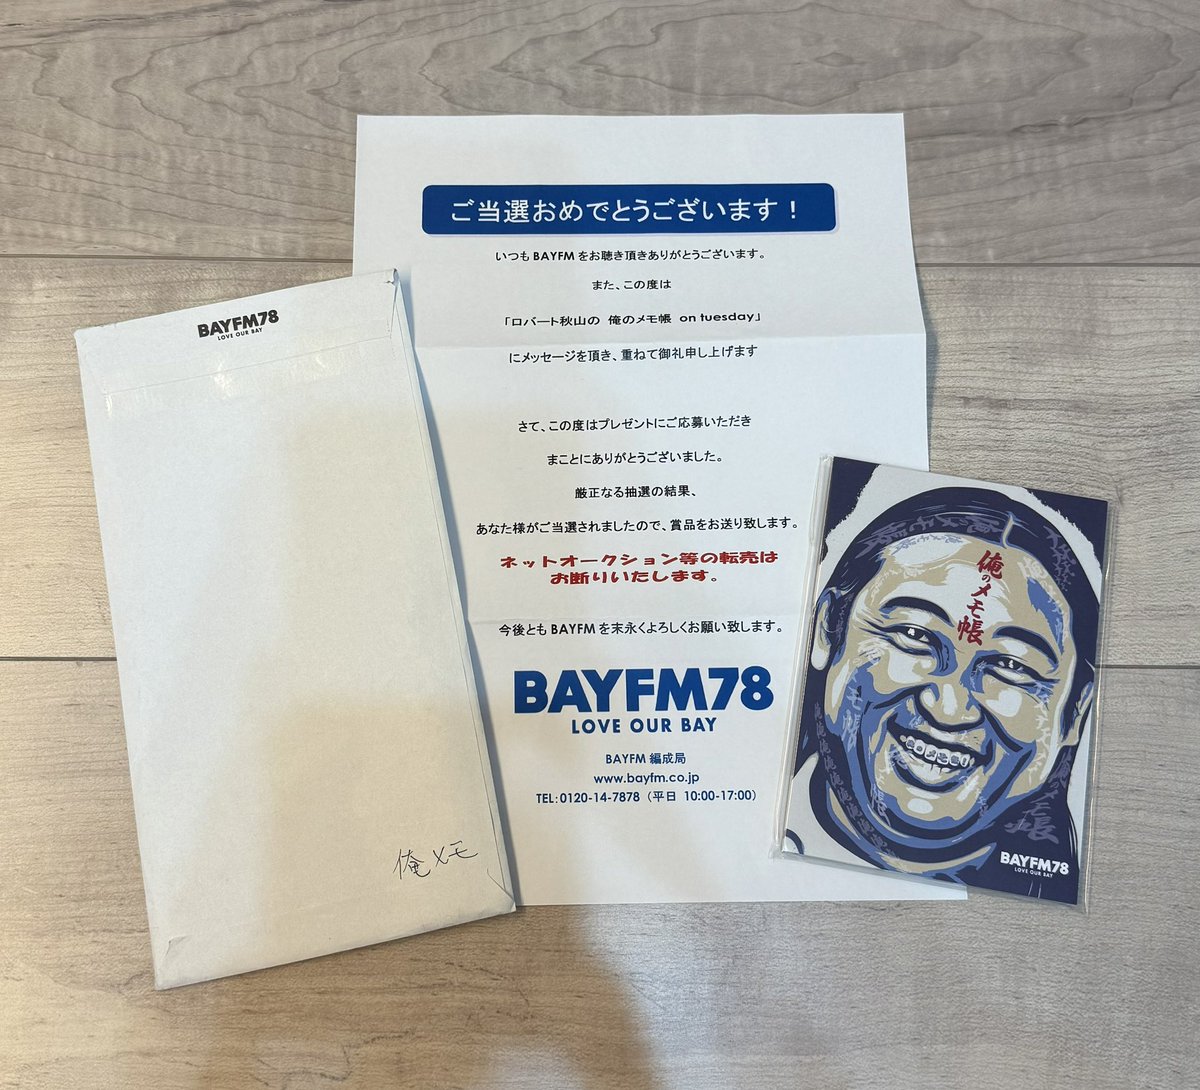 BAYFM78
LOVE OUR BAY
俺メモ
ご当選おめでとうございます！
いつも BAYFM をお聴き頂きありがとうございます。
また、この度は
「ロバート秋山の 俺のメモ帳 on tuesday」
にメッセージを頂き、重ねて御礼申し上げます
さて、この度はプレゼントにご応募いただき
まことにありがとうございました。
厳正なる抽選の結果、
あなた様がご当選されましたので、賞品をお送り致します。
ネットオークション等の転売は
お断りいたします。
今後とも BAYFM を末永くよろしくお願い致します。
BAYFM78
LOVE OUR BAY
BAYFM 編成局
www.bayfm.co.jp
TEL:0120-14-7878（平日 10:00-17:00）
俺のメモ帳
俺のメモ帳
BAYFM78
LOVE OUR BAY